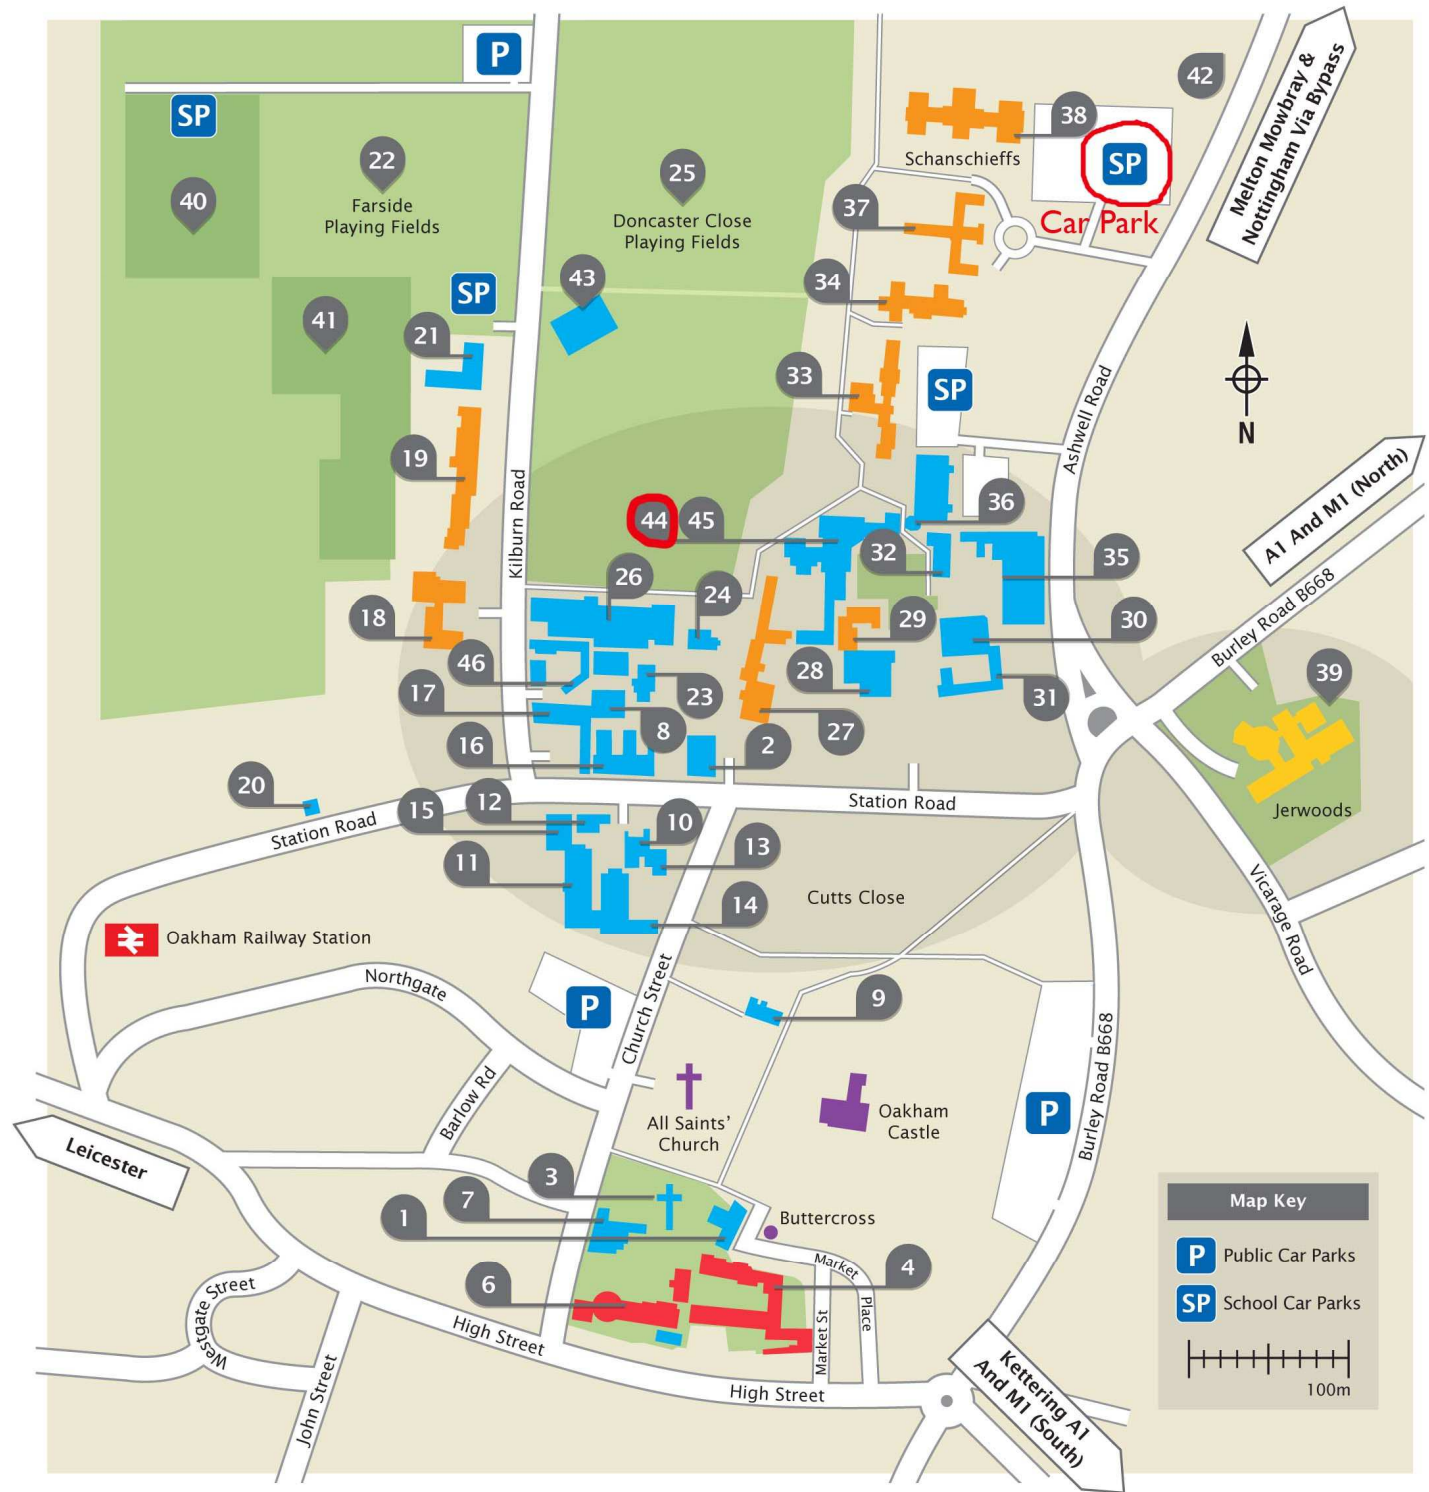 P
42
Melton Mowbray &
Nottingham Via Bypass
SP
38
Schanschieffs
SP
Car Park
22
Farside
Playing Fields
25
Doncaster Close
Playing Fields
40
37
43
34
SP
41
21
33
SP
N
Ashwell Road
A1 And M1 (North)
19
Kilburn Road
44
45
36
32
35
26
24
18
29
30
Burley Road B668
46
28
39
17
23
31
16
8
2
27
20
15
12
10
Station Road
Station Road
Jerwoods
11
13
14
Cutts Close
Vicarage Road
Oakham Railway Station
Northgate
P
Church Street
9
Barlow Rd
All Saints'
Church
Oakham
Castle
P
Burley Road B668
Leicester
3
7
1
Buttercross
Market
Place
4
6
Market St
Westgate Street
High Street
High Street
John Street
Kettering A1
And M1 (South)
Map Key
P Public Car Parks
SP School Car Parks
100m